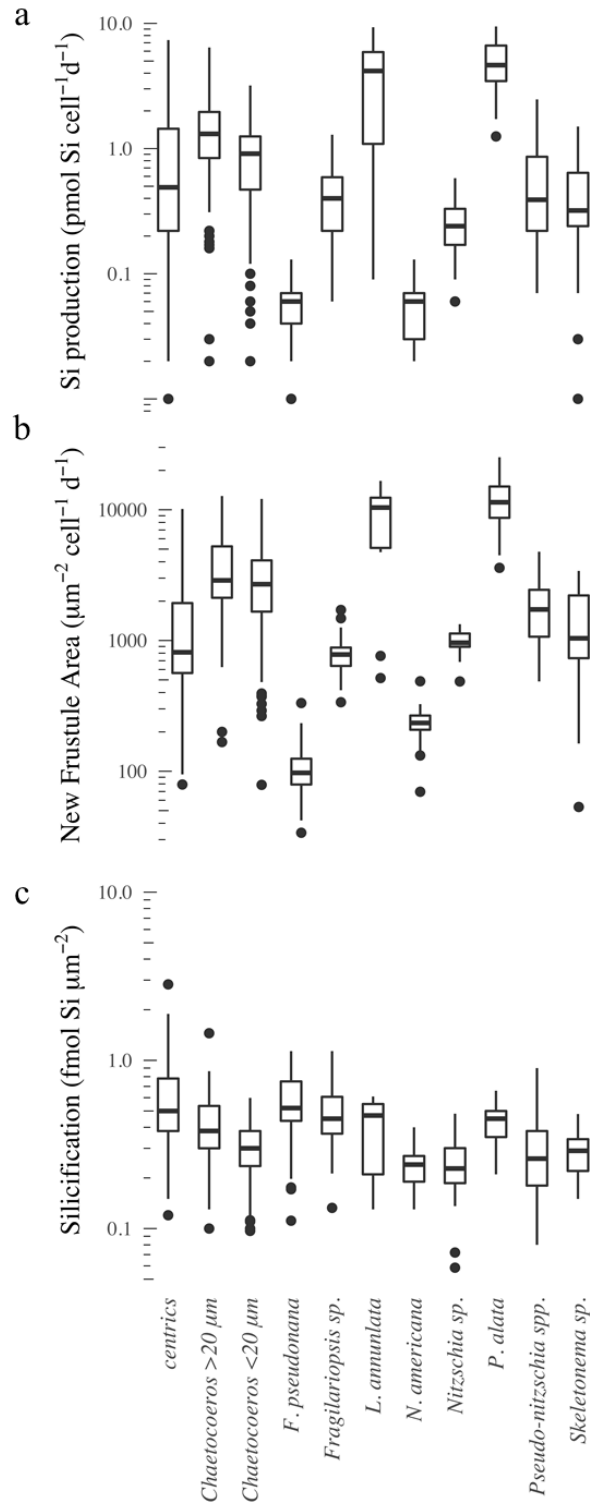 a
Si production (pmol Si cell⁻¹d⁻¹)
10.0
1.0
0.1
b
New Frustule Area (μm⁻² cell⁻¹ d⁻¹)
10000
1000
100
c
Silicification (fmol Si μm⁻²)
10.0
1.0
0.1
centrics
Chaetocoeros >20 μm
Chaetocoeros <20 μm
F. pseudonana
Fragilariopsis sp.
L. annunlata
N. americana
Nitzschia sp.
P. alata
Pseudo-nitzschia spp.
Skeletonema sp.